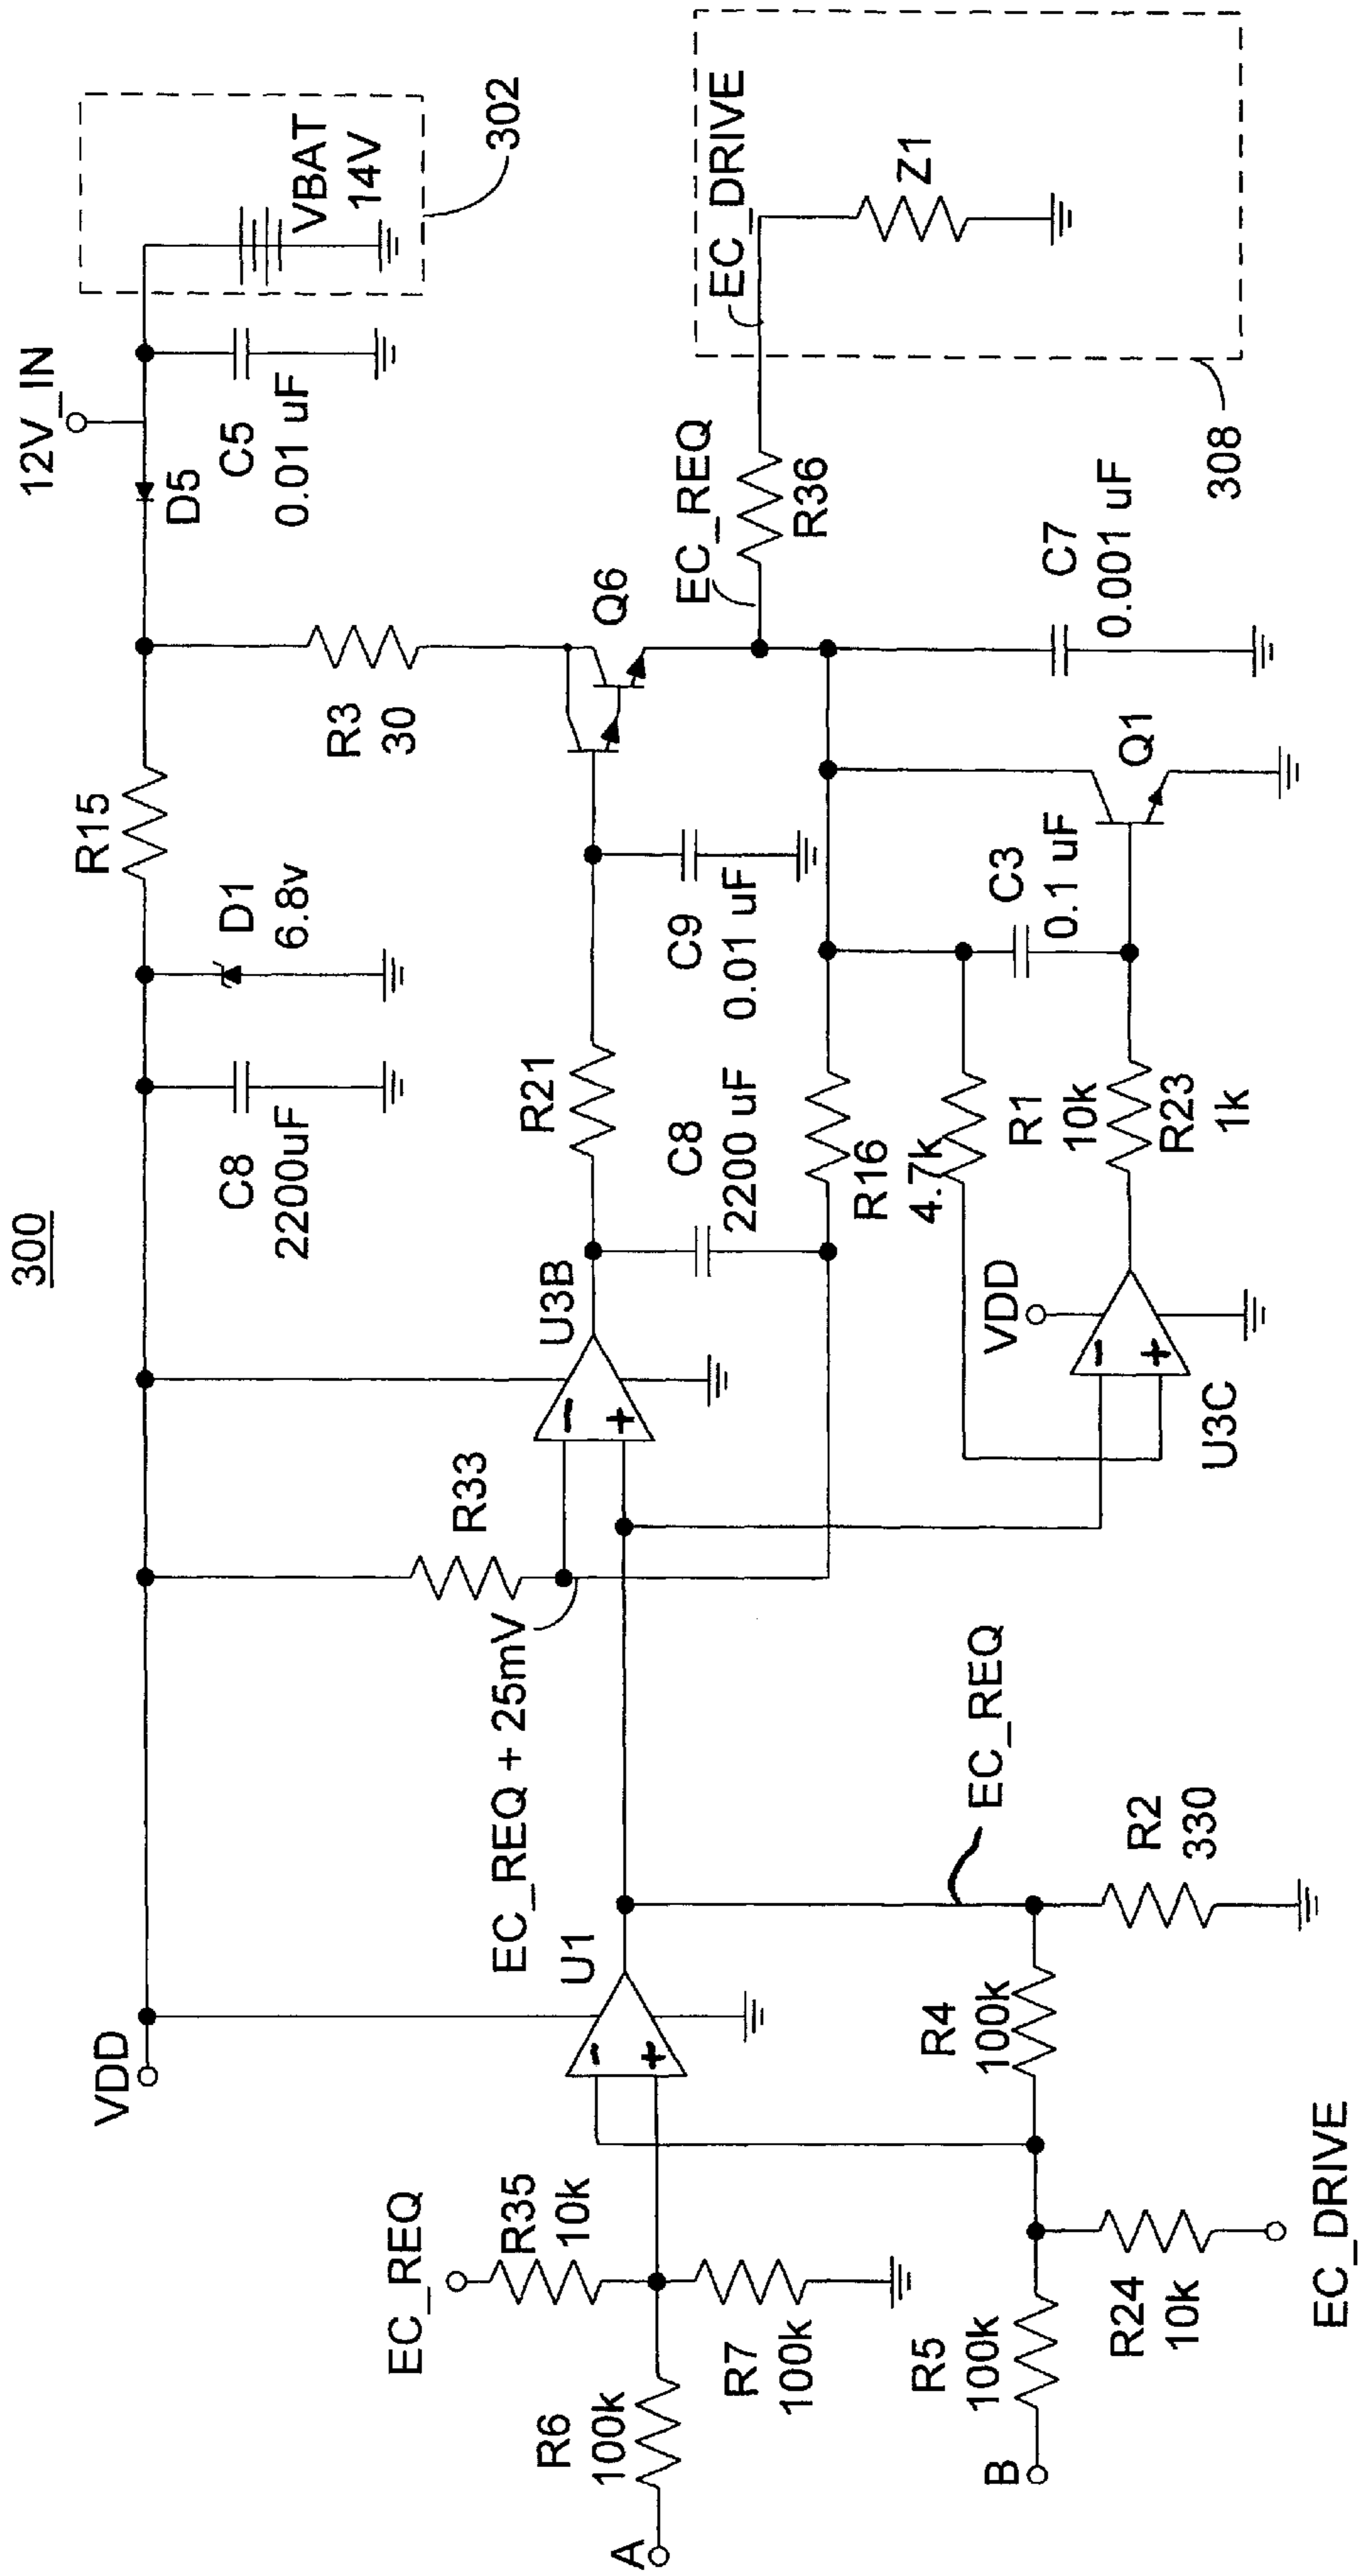 300
12V_IN
VBAT
14V
302
D5
C5
0.01 uF
R15
D1
6.8v
C8
2200uF
VDD
R3
30
Q6
EC_REQ
R36
EC_DRIVE
Z1
308
C7
0.001 uF
R21
C9
0.01 uF
C8
2200 uF
U3B
-
+
R33
EC_REQ + 25mV
R16
4.7k
R1
10k
C3
0.1 uF
Q1
R23
1k
VDD
-
+
U3C
U1
-
+
EC_REQ
R2
330
R4
100k
EC_REQ
R35
10k
R6
100k
R7
100k
A
R5
100k
R24
10k
B
EC_DRIVE